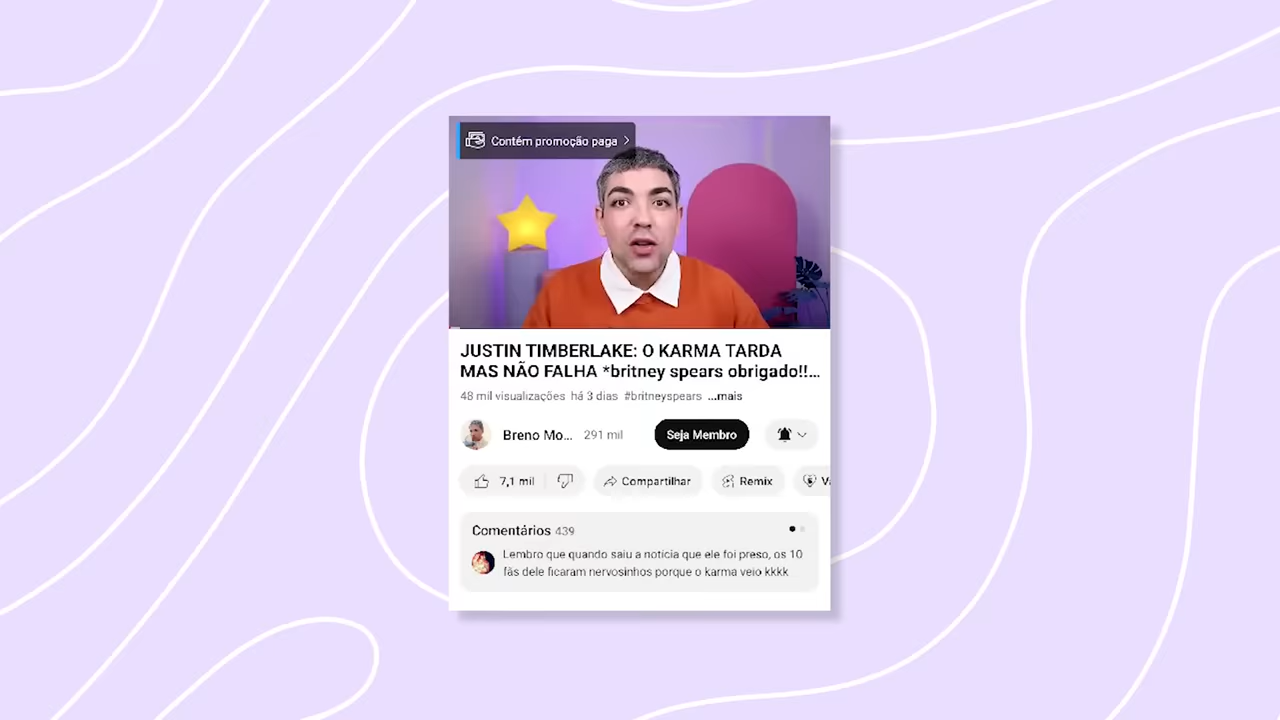 Contém promoção paga
JUSTIN TIMBERLAKE: O KARMA TARDA
MAS NÃO FALHA *britney spears obrigado!!...
48 mil visualizações há 3 dias #britneyspears ...mais
Breno Mo... 291 mil Seja Membro
7,1 mil Compartilhar Remix V
Comentários 439
Lembro que quando saiu a notícia que ele foi preso, os 10
fãs dele ficaram nervosinhos porque o karma veio kkkk